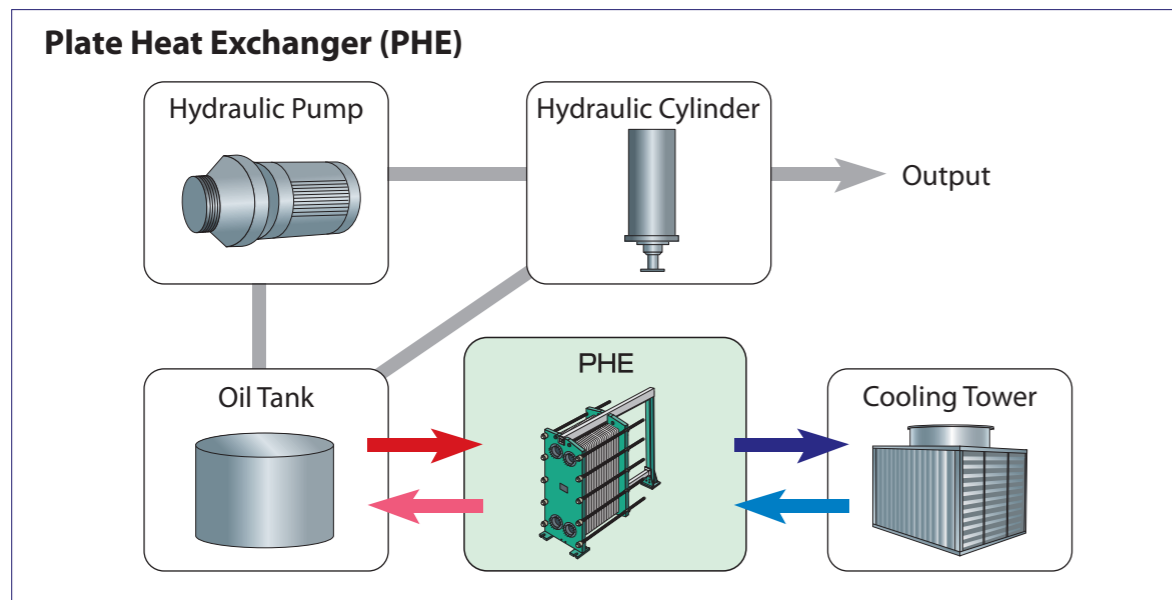 Plate Heat Exchanger (PHE)
Hydraulic Pump
Hydraulic Cylinder
Output
Oil Tank
PHE
Cooling Tower